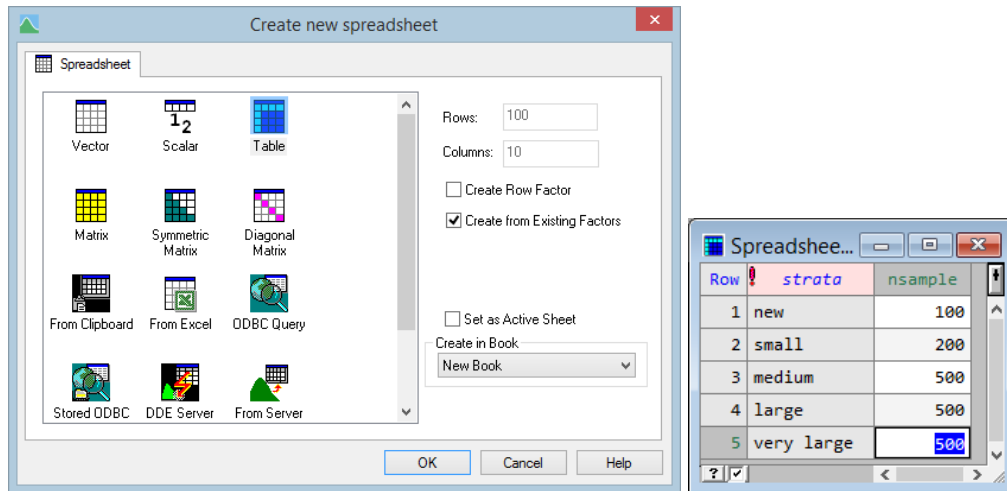 Create new spreadsheet
Spreadsheet
Vector
Scalar
Table
Matrix
Symmetric
Matrix
Diagonal
Matrix
From Clipboard
From Excel
ODBC Query
Stored ODBC
DDE Server
From Server
Rows: 100
Columns: 10
Create Row Factor
Create from Existing Factors
Set as Active Sheet
Create in Book
New Book
OK
Cancel
Help
Spreadshee...
Row ! strata nsample
1 new 100
2 small 200
3 medium 500
4 large 500
5 very large 500
?